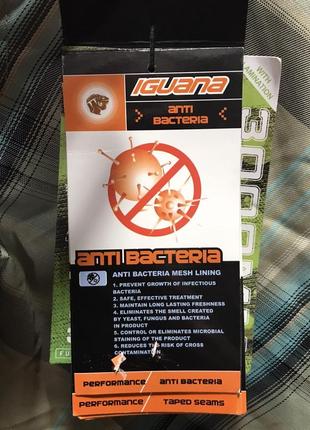 IGUANA
ANTI
BACTERIA
WITH
LAMINATION
ANTI BACTERIA
ANTI BACTERIA MESH LINING
1. PREVENT GROWTH OF INFECTIOUS
BACTERIA
2. SAFE, EFFECTIVE TREATMENT
3. MAINTAIN LONG LASTING FRESHNESS
4. ELIMINATES THE SMELL CREATED
BY YEAST, FUNGUS AND BACTERIA
IN PRODUCT
5. CONTROL OR ELIMINATES MICROBIAL
STAINING OF THE PRODUCT
6. REDUCES THE RISK OF CROSS
CONTAMINATION
PERFORMANCE / ANTI BACTERIA
PERFORMANCE / TAPED SEAMS